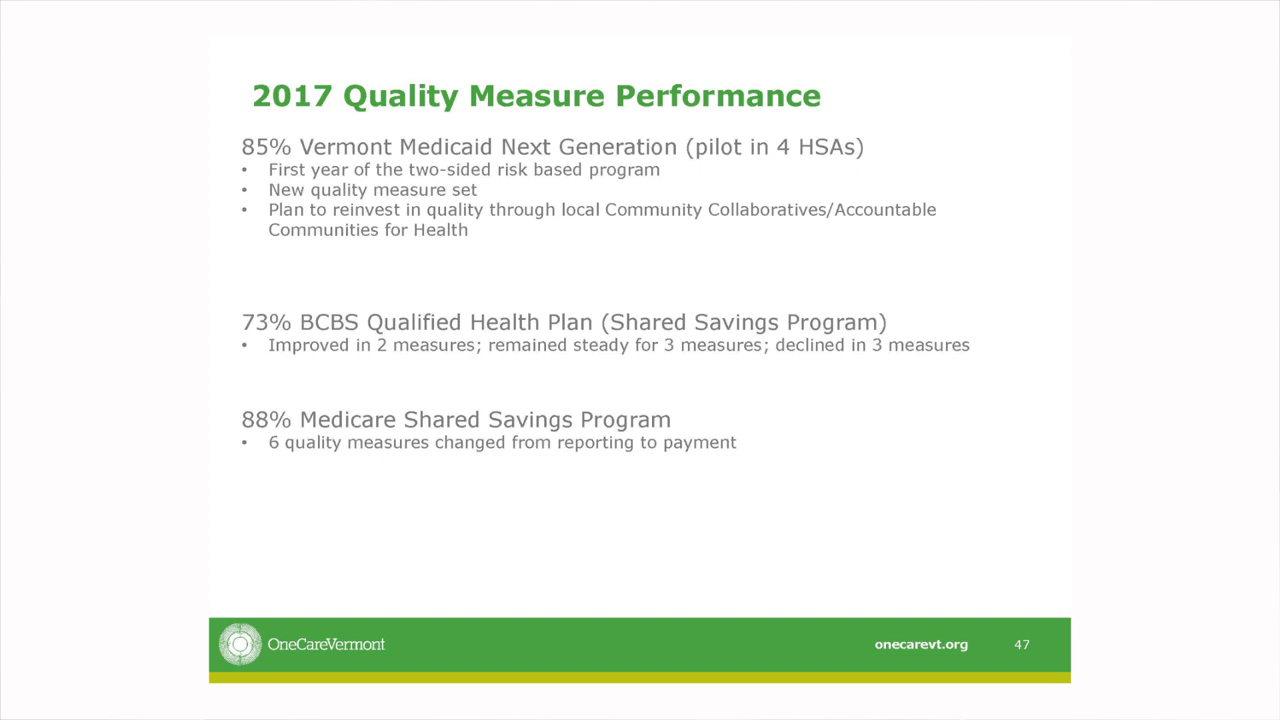 2017 Quality Measure Performance
85% Vermont Medicaid Next Generation (pilot in 4 HSAs)
• First year of the two-sided risk based program
• New quality measure set
• Plan to reinvest in quality through local Community Collaboratives/Accountable
Communities for Health
73% BCBS Qualified Health Plan (Shared Savings Program)
• Improved in 2 measures; remained steady for 3 measures; declined in 3 measures
88% Medicare Shared Savings Program
• 6 quality measures changed from reporting to payment
OneCareVermont
onecarevt.org 47